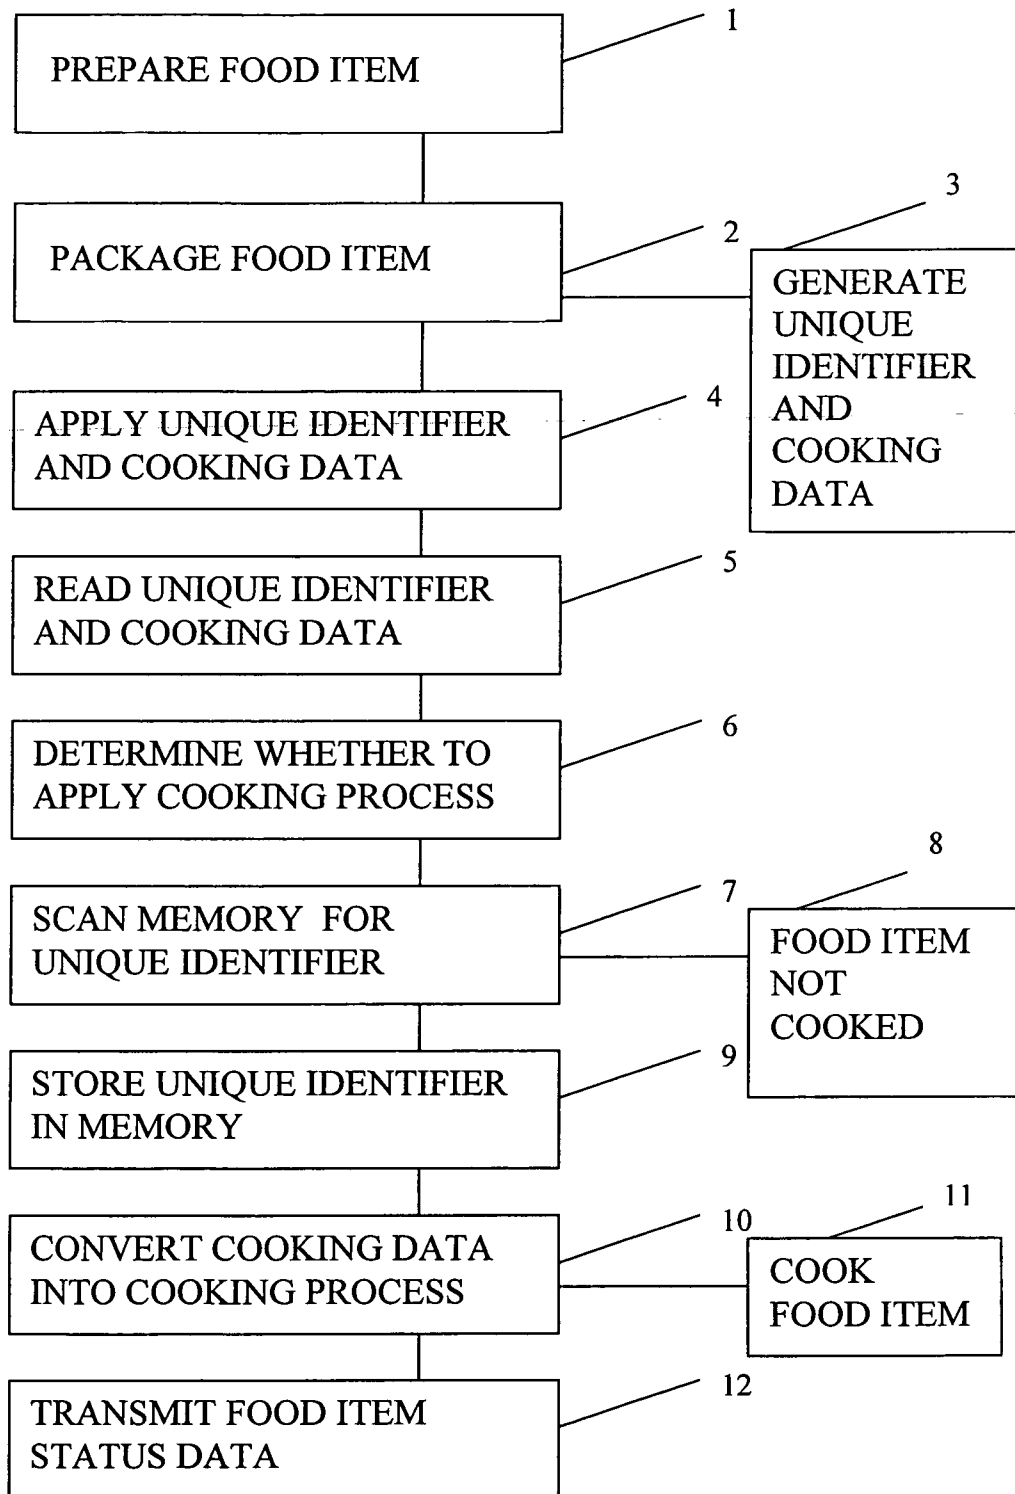 1
PREPARE FOOD ITEM
2
PACKAGE FOOD ITEM
3
GENERATE
UNIQUE
IDENTIFIER
AND
COOKING
DATA
4
APPLY UNIQUE IDENTIFIER
AND COOKING DATA
5
READ UNIQUE IDENTIFIER
AND COOKING DATA
6
DETERMINE WHETHER TO
APPLY COOKING PROCESS
7
SCAN MEMORY FOR
UNIQUE IDENTIFIER
8
FOOD ITEM
NOT
COOKED
9
STORE UNIQUE IDENTIFIER
IN MEMORY
10
CONVERT COOKING DATA
INTO COOKING PROCESS
11
COOK
FOOD ITEM
12
TRANSMIT FOOD ITEM
STATUS DATA